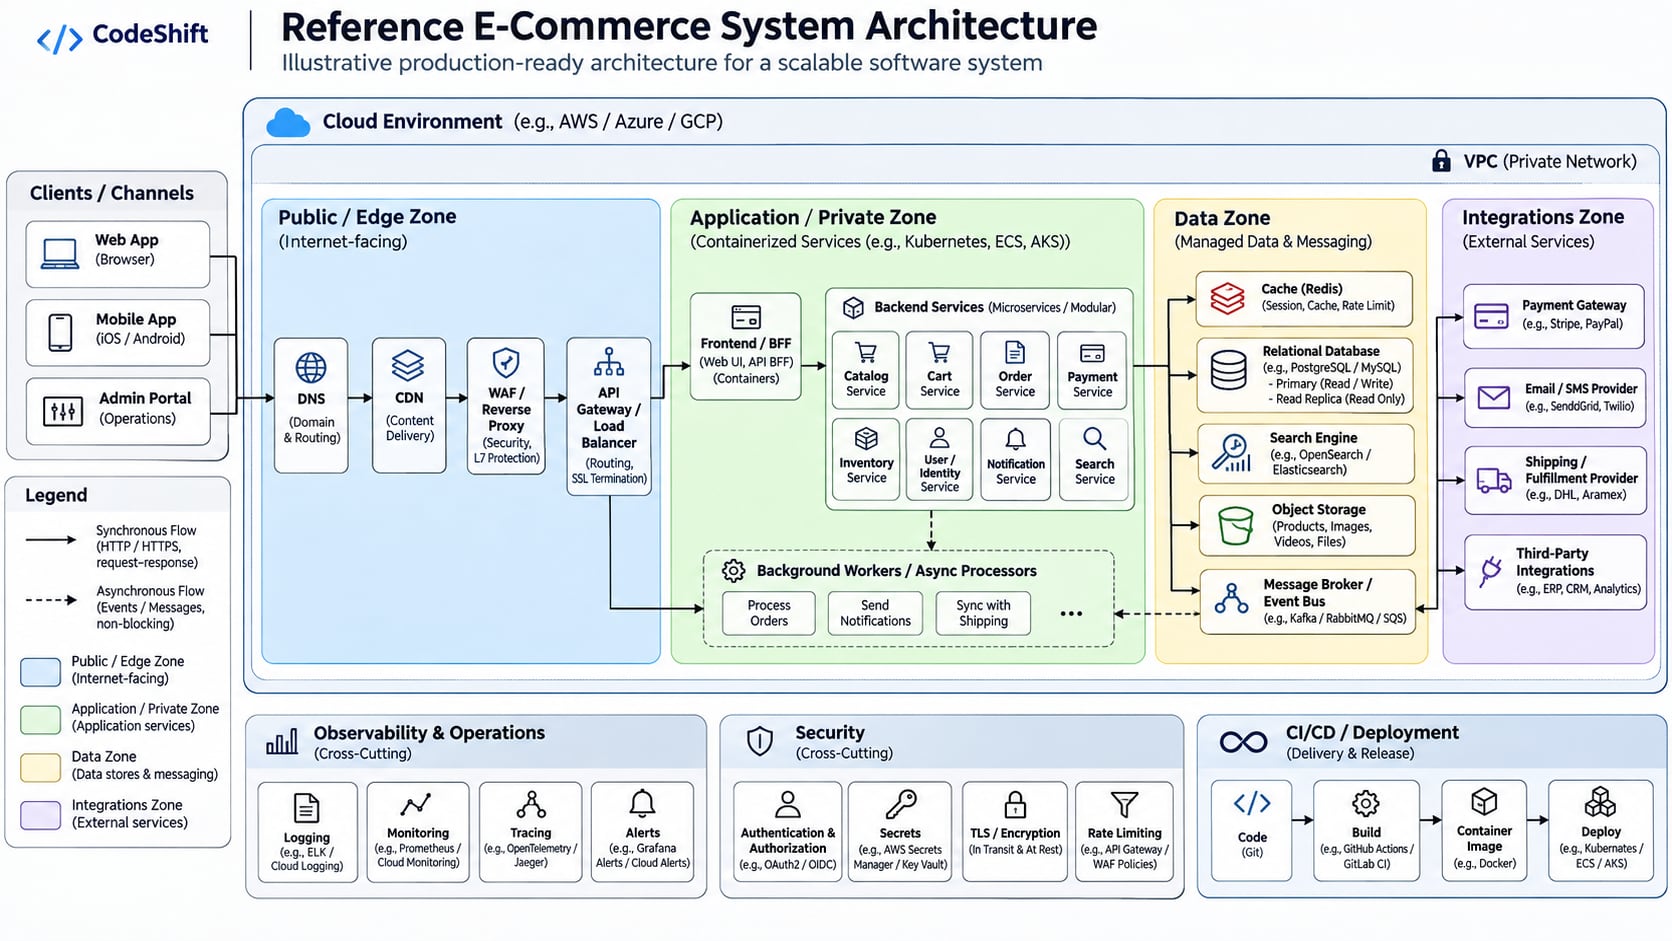 </> CodeShift
Reference E-Commerce System Architecture
Illustrative production-ready architecture for a scalable software system
Cloud Environment (e.g., AWS / Azure / GCP)
VPC (Private Network)
Clients / Channels
Web App
(Browser)
Mobile App
(iOS / Android)
Admin Portal
(Operations)
Legend
Synchronous Flow
(HTTP / HTTPS,
request-response)
Asynchronous Flow
(Events / Messages,
non-blocking)
Public / Edge Zone
(Internet-facing)
Application / Private Zone
(Application services)
Data Zone
(Data stores & messaging)
Integrations Zone
(External services)
Public / Edge Zone
(Internet-facing)
DNS
(Domain
& Routing)
CDN
(Content
Delivery)
WAF /
Reverse
Proxy
(Security,
L7 Protection)
API
Gateway /
Load
Balancer
(Routing,
SSL Termination)
Application / Private Zone
(Containerized Services (e.g., Kubernetes, ECS, AKS))
Frontend / BFF
(Web UI, API BFF)
(Containers)
Backend Services (Microservices / Modular)
Catalog
Service
Cart
Service
Order
Service
Payment
Service
Inventory
Service
User /
Identity
Service
Notification
Service
Search
Service
Background Workers / Async Processors
Process
Orders
Send
Notifications
Sync with
Shipping
...
Data Zone
(Managed Data & Messaging)
Cache (Redis)
(Session, Cache, Rate Limit)
Relational Database
(e.g., PostgreSQL / MySQL)
- Primary (Read / Write)
- Read Replica (Read Only)
Search Engine
(e.g., OpenSearch /
Elasticsearch)
Object Storage
(Products, Images,
Videos, Files)
Message Broker /
Event Bus
(e.g., Kafka / RabbitMQ / SQS)
Integrations Zone
(External Services)
Payment Gateway
(e.g., Stripe, PayPal)
Email / SMS Provider
(e.g., SenddGrid, Twilio)
Shipping /
Fulfillment Provider
(e.g., DHL, Aramex)
Third-Party
Integrations
(e.g., ERP, CRM, Analytics)
Observability & Operations
(Cross-Cutting)
Logging
(e.g., ELK /
Cloud Logging)
Monitoring
(e.g., Prometheus /
Cloud Monitoring)
Tracing
(e.g., OpenTelemetry /
Jaeger)
Alerts
(e.g., Grafana
Alerts / Cloud Alerts)
Security
(Cross-Cutting)
Authentication &
Authorization
(e.g., OAuth2 / OIDC)
Secrets
(e.g., AWS Secrets
Manager / Key Vault)
TLS / Encryption
(In Transit & At Rest)
Rate Limiting
(e.g., API Gateway /
WAF Policies)
CI/CD / Deployment
(Delivery & Release)
</>
Code
(Git)
Build
(e.g., GitHub Actions /
GitLab CI)
Container
Image
(e.g., Docker)
Deploy
(e.g., Kubernetes /
ECS / AKS)